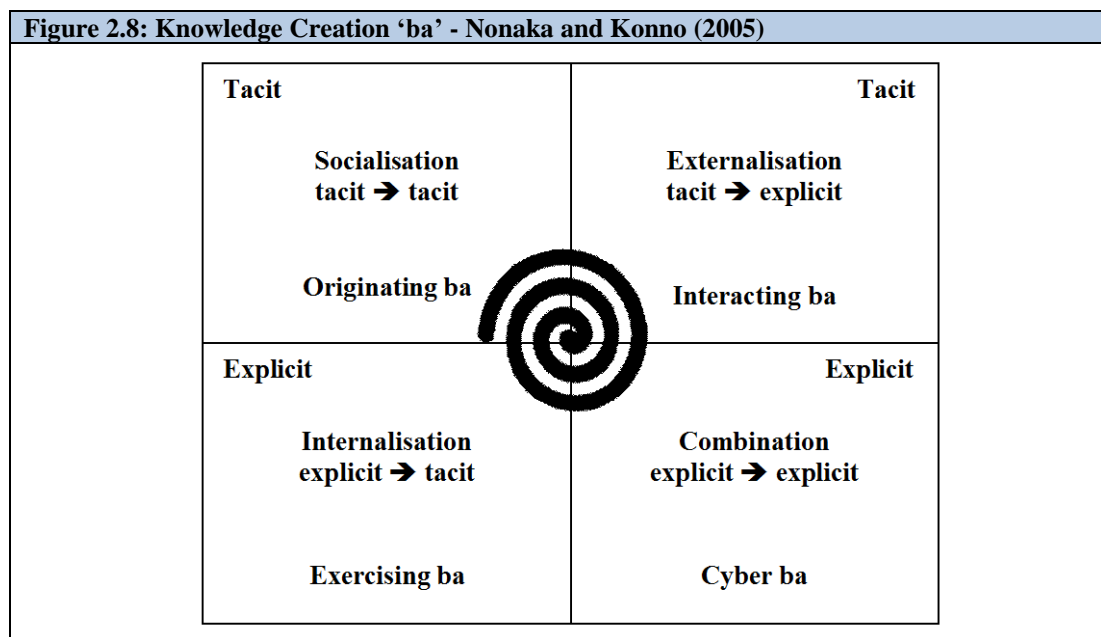 Figure 2.8: Knowledge Creation ‘ba’ - Nonaka and Konno (2005)
Tacit
Socialisation
tacit ➔ tacit
Originating ba
Tacit
Externalisation
tacit ➔ explicit
Interacting ba
Explicit
Internalisation
explicit ➔ tacit
Exercising ba
Explicit
Combination
explicit ➔ explicit
Cyber ba